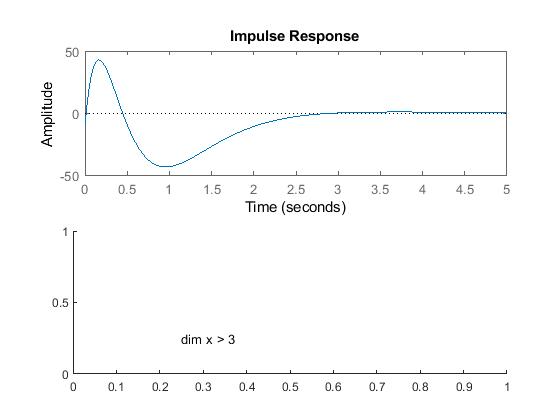 Impulse Response
50
0
-50
Amplitude
0 0.5 1 1.5 2 2.5 3 3.5 4 4.5 5
Time (seconds)
1
0.5
0
dim x > 3
0 0.1 0.2 0.3 0.4 0.5 0.6 0.7 0.8 0.9 1